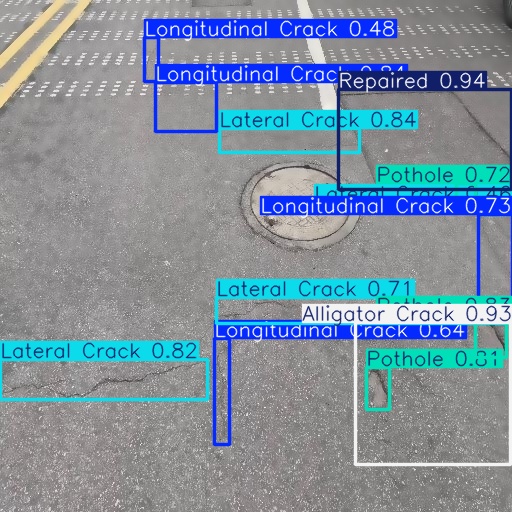 Longitudinal Crack 0.48
Longitudinal Crack 0.84
Repaired 0.94
Lateral Crack 0.84
Pothole 0.72
Lateral Crack 0.46
Longitudinal Crack 0.73
Lateral Crack 0.71
Pothole 0.83
Alligator Crack 0.93
Longitudinal Crack 0.64
Lateral Crack 0.82
Pothole 0.81